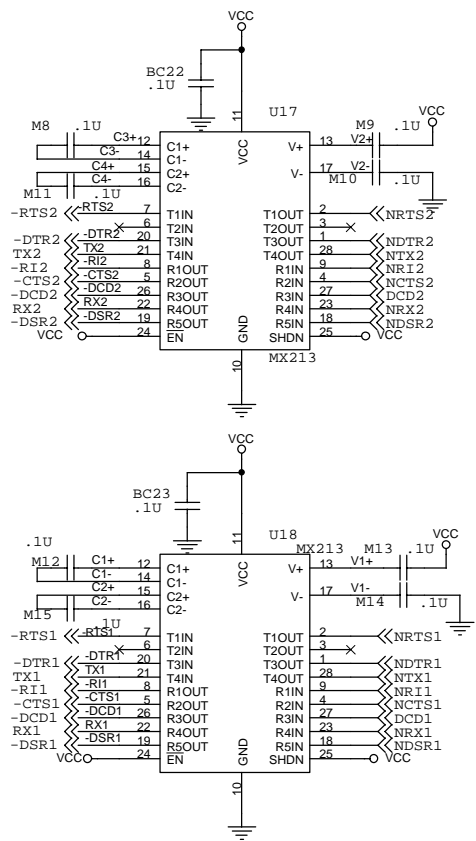 VCC
BC22
.1U
11
U17
VCC
M8 .1U C3+ 12 C1+ VCC V+ 13 V2+ M9 .1U
C3- 14 C1-
C4+ 15 C2+ V- 17 V2-
C4- 16 C2- M10 .1U
M11 .1U
-RTS2 -RTS2 7 T1IN T1OUT 2 NRTS2
6 T2IN T2OUT 3
-DTR2 -DTR2 20 T3IN T3OUT 1 NDTR2
TX2 TX2 21 T4IN T4OUT 28 NTX2
-RI2 -RI2 8 R1OUT R1IN 9 NRI2
-CTS2 -CTS2 5 R2OUT R2IN 4 NCTS2
-DCD2 -DCD2 26 R3OUT R3IN 27 DCD2
RX2 RX2 22 R4OUT R4IN 23 NRX2
-DSR2 -DSR2 19 R5OUT R5IN 18 NDSR2
VCC 24 EN GND SHDN 25 VCC
10
MX213
VCC
BC23
.1U
11
U18
MX213
VCC
.1U
M12 C1+ 12 C1+ VCC V+ 13 V1+ M13 .1U
C1- 14 C1-
C2+ 15 C2+ V- 17 V1-
M15 C2- 16 C2- M14 .1U
.1U
-RTS1 -RTS1 7 T1IN T1OUT 2 NRTS1
6 T2IN T2OUT 3
-DTR1 -DTR1 20 T3IN T3OUT 1 NDTR1
TX1 TX1 21 T4IN T4OUT 28 NTX1
-RI1 -RI1 8 R1OUT R1IN 9 NRI1
-CTS1 -CTS1 5 R2OUT R2IN 4 NCTS1
-DCD1 -DCD1 26 R3OUT R3IN 27 DCD1
RX1 RX1 22 R4OUT R4IN 23 NRX1
-DSR1 -DSR1 19 R5OUT R5IN 18 NDSR1
VCC 24 EN GND SHDN 25 VCC
10